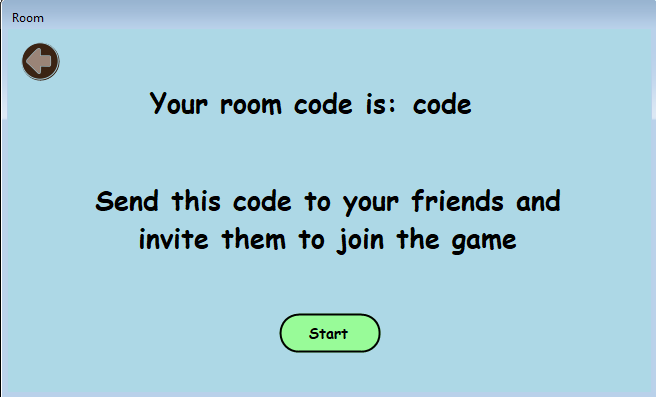 Room
Your room code is: code
Send this code to your friends and
invite them to join the game
Start